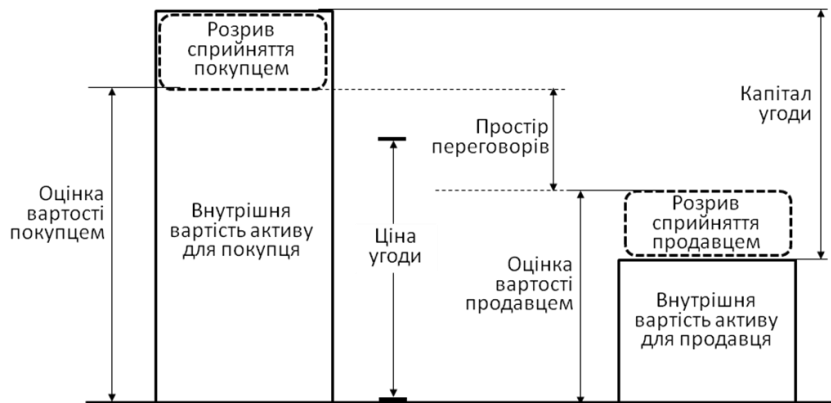 Розрив
сприйняття
покупцем
Оцінка
вартості
покупцем
Внутрішня
вартість активу
для покупця
Ціна
угоди
Простір
переговорів
Оцінка
вартості
продавцем
Капітал
угоди
Розрив
сприйняття
продавцем
Внутрішня
вартість активу
для продавця